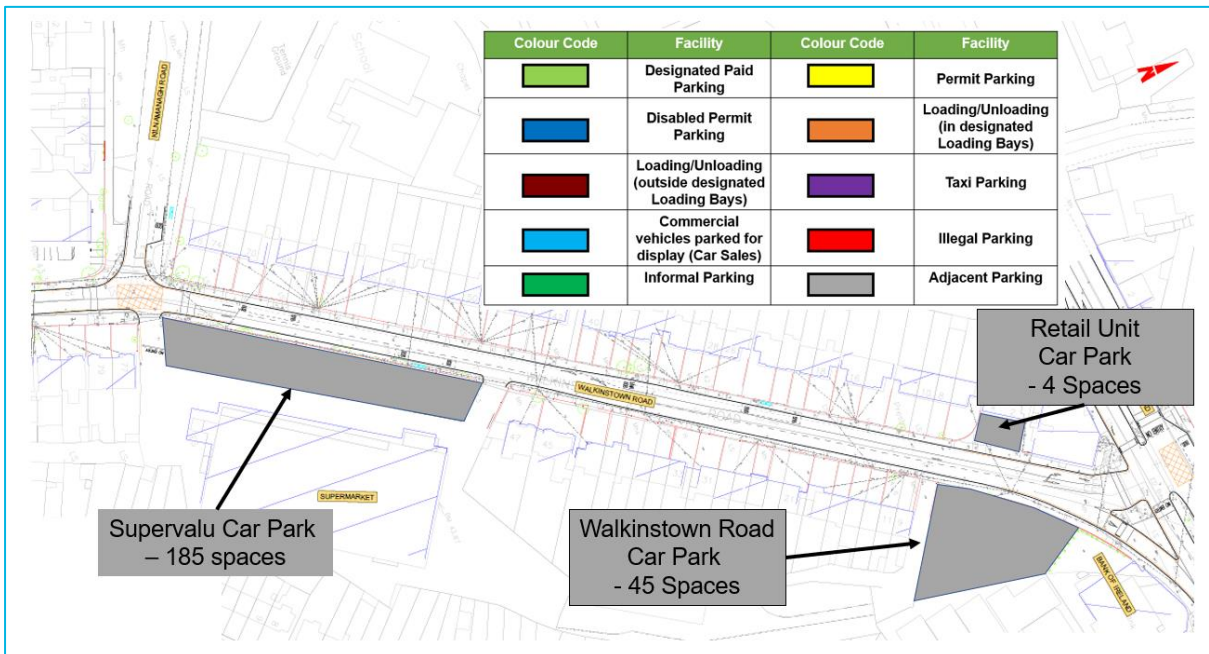 Colour Code Facility Colour Code Facility
Designated Paid
Parking
Permit Parking
Disabled Permit
Parking
Loading/Unloading
(in designated
Loading Bays)
Loading/Unloading
(outside designated
Loading Bays)
Taxi Parking
Commercial
vehicles parked for
display (Car Sales)
Illegal Parking
Informal Parking
Adjacent Parking
N
KILNAMANAGH ROAD
School
WALKINSTOWN ROAD
SUPERMARKET
BANK OF IRELAND
Retail Unit
Car Park
- 4 Spaces
Supervalu Car Park
– 185 spaces
Walkinstown Road
Car Park
- 45 Spaces